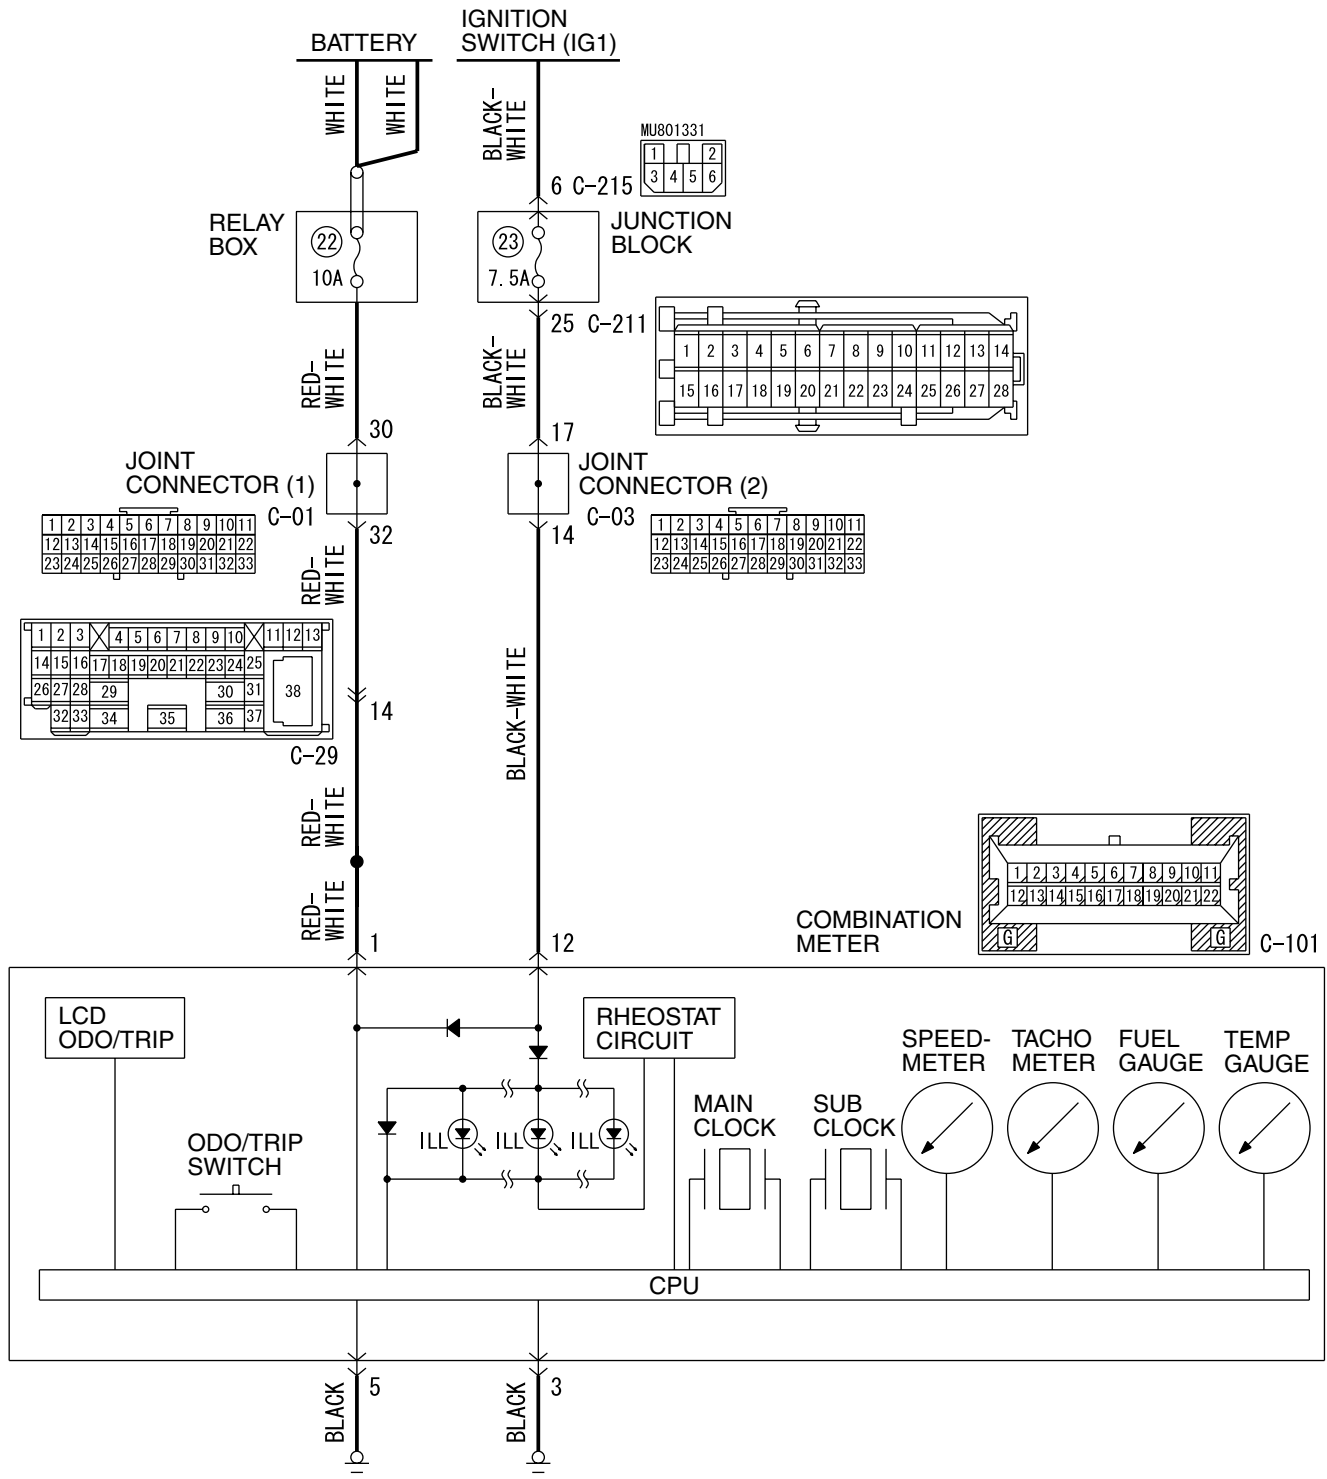 BATTERY
IGNITION
SWITCH (IG1)
WHITE
WHITE
BLACK-
WHITE
MU801331
1 2
3 4 5 6
6 C-215
RELAY
BOX
22
10A
23
7.5A
JUNCTION
BLOCK
25 C-211
1 2 3 4 5 6 7 8 9 10 11 12 13 14
15 16 17 18 19 20 21 22 23 24 25 26 27 28
RED-
WHITE
BLACK-
WHITE
30
17
JOINT
CONNECTOR (1)
C-01
JOINT
CONNECTOR (2)
C-03
32
14
1 2 3 4 5 6 7 8 9 10 11
12 13 14 15 16 17 18 19 20 21 22
23 24 25 26 27 28 29 30 31 32 33
1 2 3 4 5 6 7 8 9 10 11
12 13 14 15 16 17 18 19 20 21 22
23 24 25 26 27 28 29 30 31 32 33
RED-
WHITE
1 2 3 4 5 6 7 8 9 10 11 12 13
14 15 16 17 18 19 20 21 22 23 24 25
26 27 28 29 30 31 38
32 33 34 35 36 37
C-29
14
BLACK-WHITE
RED-
WHITE
RED-
WHITE
1
12
COMBINATION
METER
1 2 3 4 5 6 7 8 9 10 11
12 13 14 15 16 17 18 19 20 21 22
G G
C-101
LCD
ODO/TRIP
RHEOSTAT
CIRCUIT
SPEED-
METER
TACHO
METER
FUEL
GAUGE
TEMP
GAUGE
MAIN
CLOCK
SUB
CLOCK
ODO/TRIP
SWITCH
ILL
ILL
ILL
CPU
BLACK
5
BLACK
3